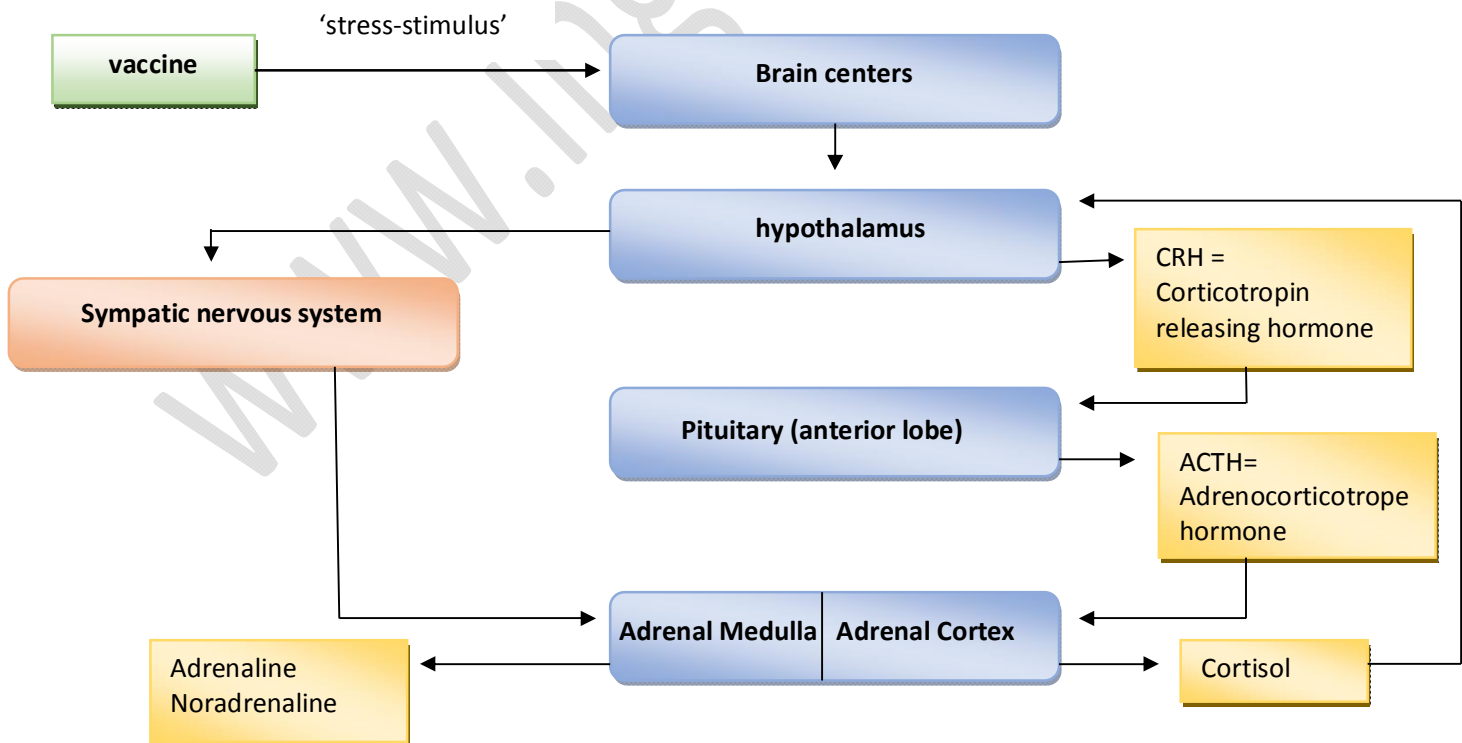 ‘stress-stimulus’
vaccine
Brain centers
hypothalamus
CRH =
Corticotropin
releasing hormone
Sympatic nervous system
Pituitary (anterior lobe)
ACTH=
Adrenocorticotrope
hormone
Adrenal Medulla
Adrenal Cortex
Adrenaline
Noradrenaline
Cortisol